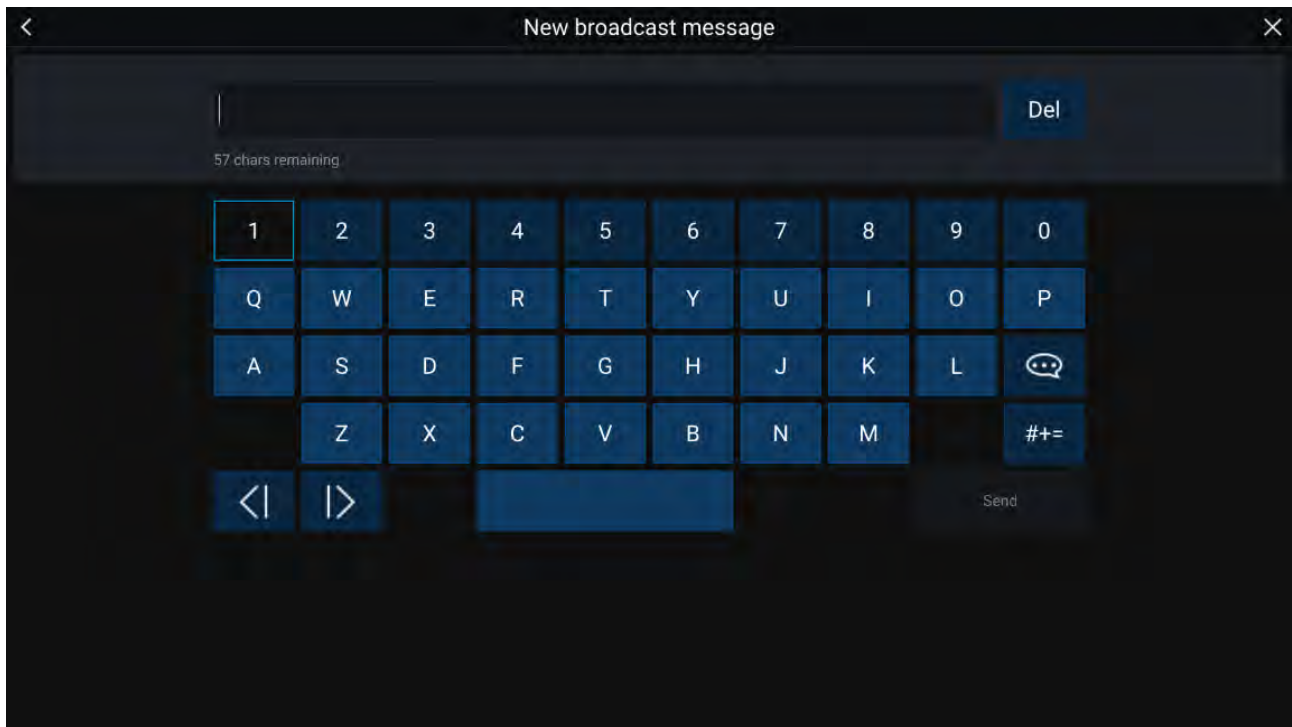 New broadcast message
Del
57 chars remaining
1 2 3 4 5 6 7 8 9 0
Q W E R T Y U I O P
A S D F G H J K L
Z X C V B N M #+=
Send